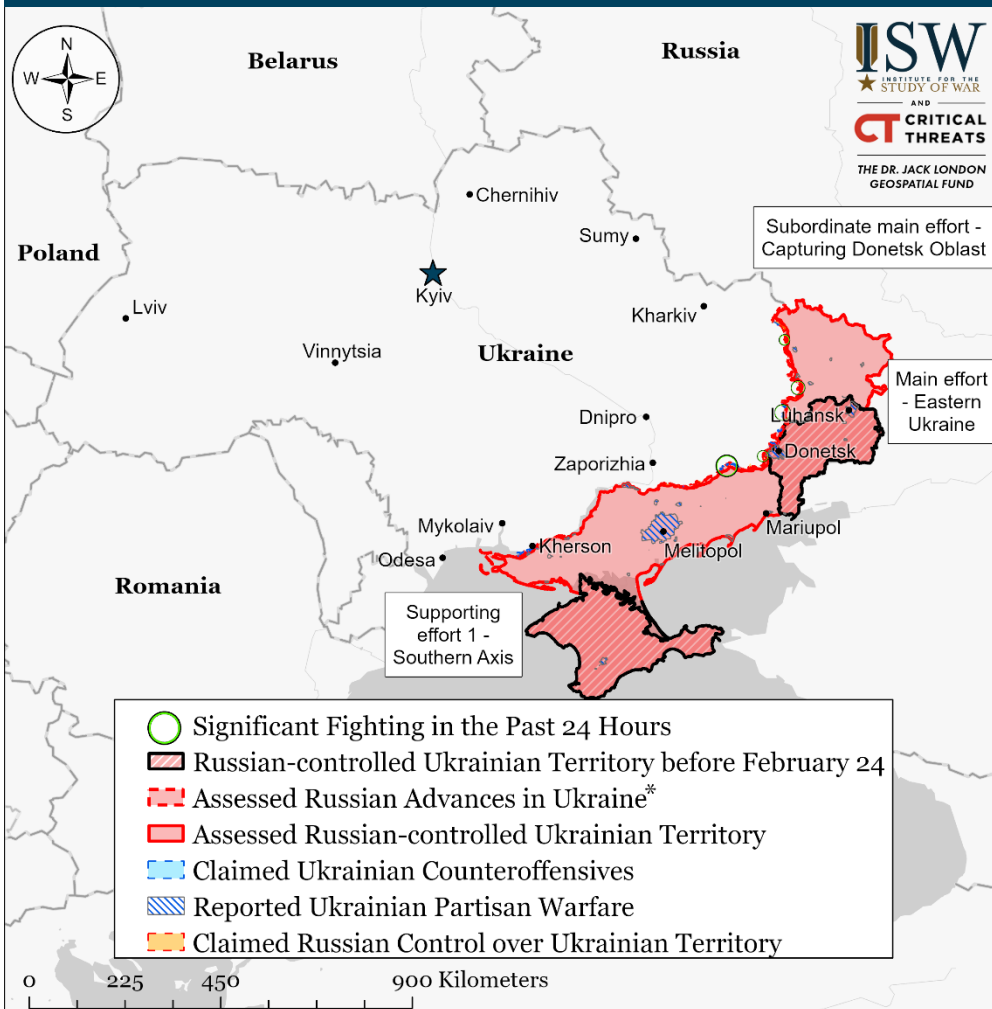 N
W E
S
Belarus
Russia
ISW
INSTITUTE FOR THE
STUDY OF WAR
AND
CT CRITICAL
THREATS
THE DR. JACK LONDON
GEOSPATIAL FUND
Chernihiv
Sumy
Subordinate main effort -
Capturing Donetsk Oblast
Poland
Kyiv
Lviv
Kharkiv
Vinnytsia
Ukraine
Main effort
- Eastern
Ukraine
Dnipro
Luhansk
Donetsk
Zaporizhia
Mariupol
Mykolaiv
Kherson
Melitopol
Odesa
Romania
Supporting
effort 1 -
Southern Axis
Significant Fighting in the Past 24 Hours
Russian-controlled Ukrainian Territory before February 24
Assessed Russian Advances in Ukraine*
Assessed Russian-controlled Ukrainian Territory
Claimed Ukrainian Counteroffensives
Reported Ukrainian Partisan Warfare
Claimed Russian Control over Ukrainian Territory
0 225 450 900 Kilometers